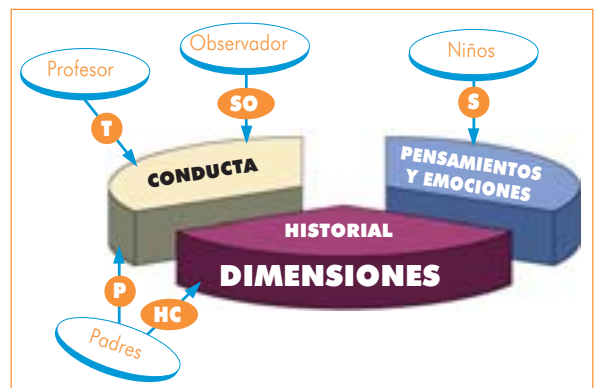 Observador
Niños
Profesor
SO
S
T
CONDUCTA
PENSAMIENTOS
Y EMOCIONES
HISTORIAL
DIMENSIONES
P
HC
Padres